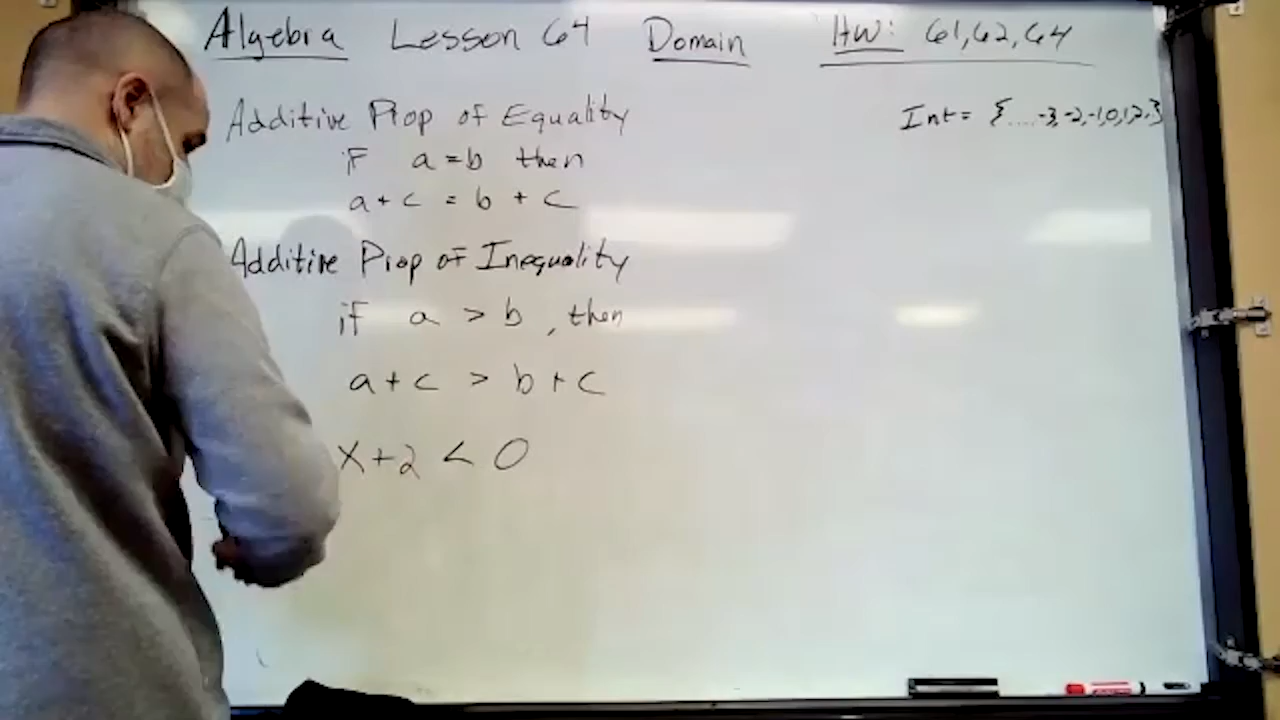 Algebra Lesson 64 Domain HW: 61,62,64
Additive Prop of Equality
Int = {....-3,-2,-1,0,1,2.}
if a=b then
a+c = b+c
Additive Prop of Inequality
if a > b, then
a+c > b+c
x+2 < 0